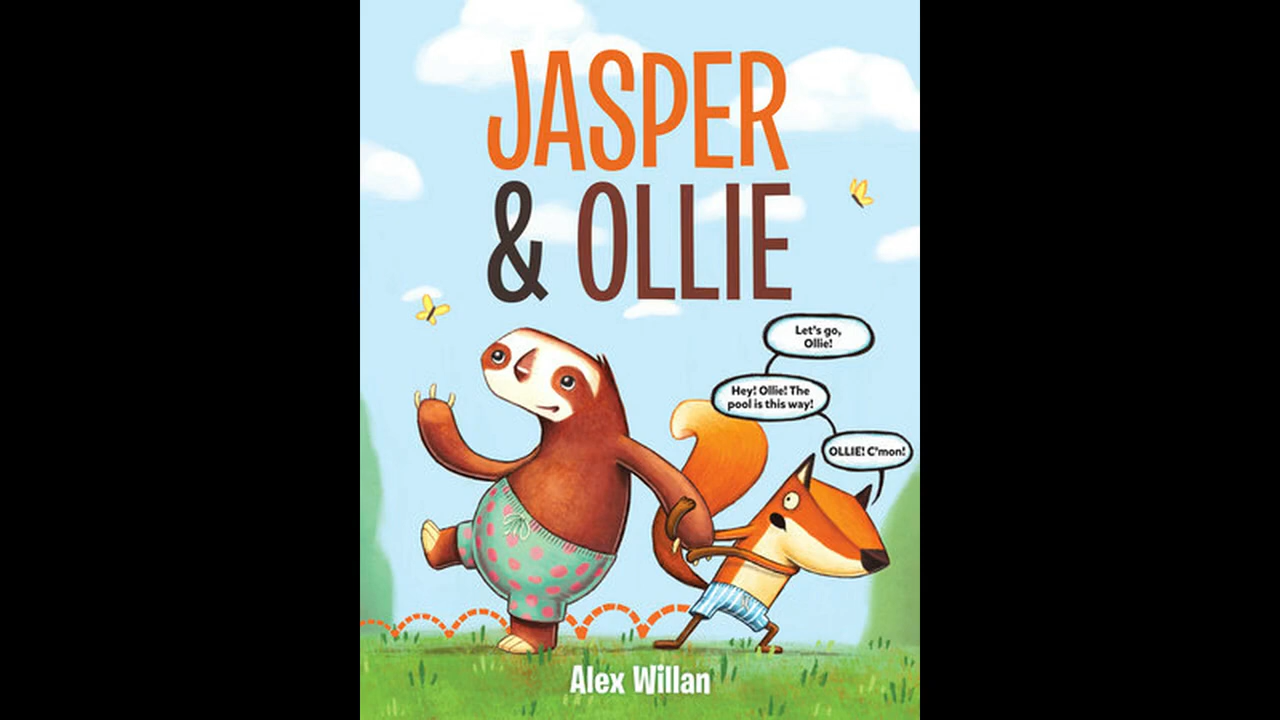 JASPER
& OLLIE
Let's go,
Ollie!
Hey! Ollie! The
pool is this way!
OLLIE! C'mon!
Alex Willan